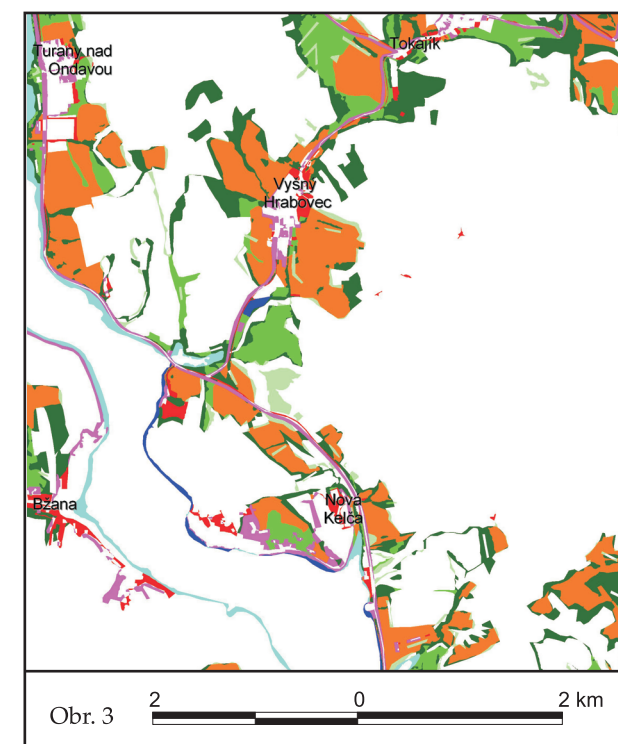 Tokajík
Turany nad
Ondavou
Vyšný
Hrabovec
Nová
Kelča
Bžana
Obr. 3
2 0 2 km